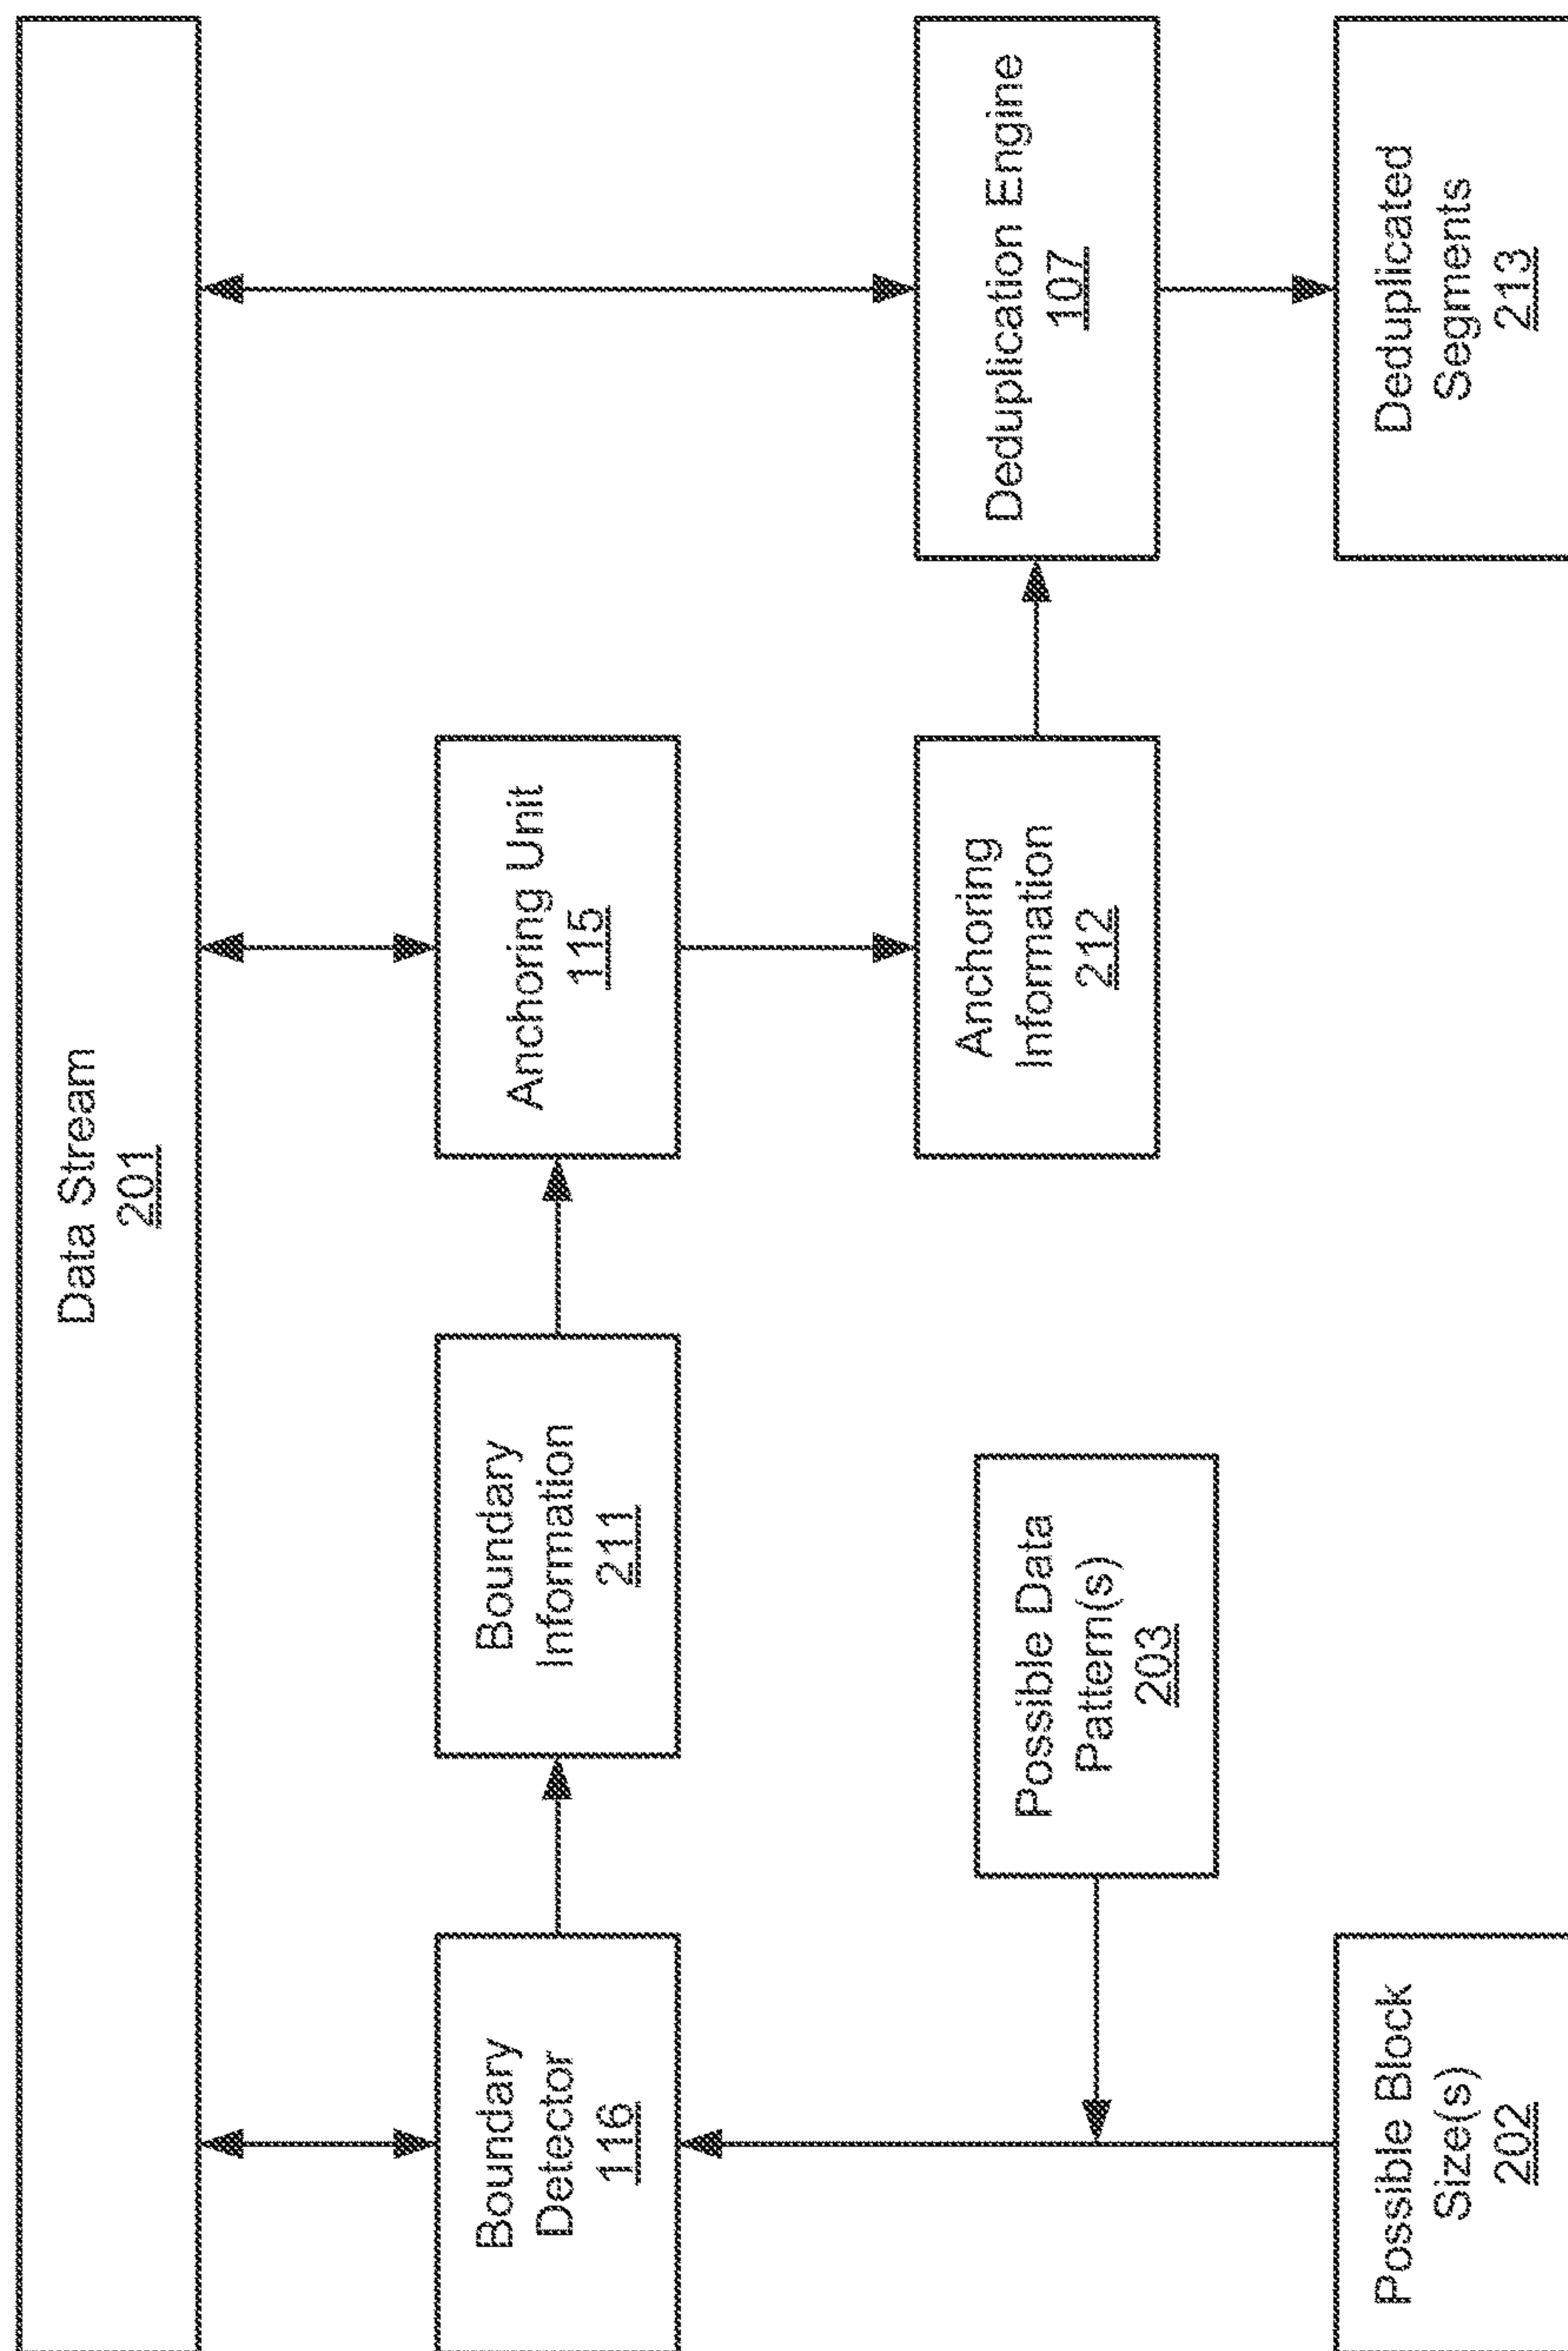 Data Stream
201
Boundary
Detector
116
Boundary
Information
211
Anchoring Unit
115
Possible Data
Pattern(s)
203
Anchoring
Information
212
Deduplication Engine
107
Possible Block
Size(s)
202
Deduplicated
Segments
213